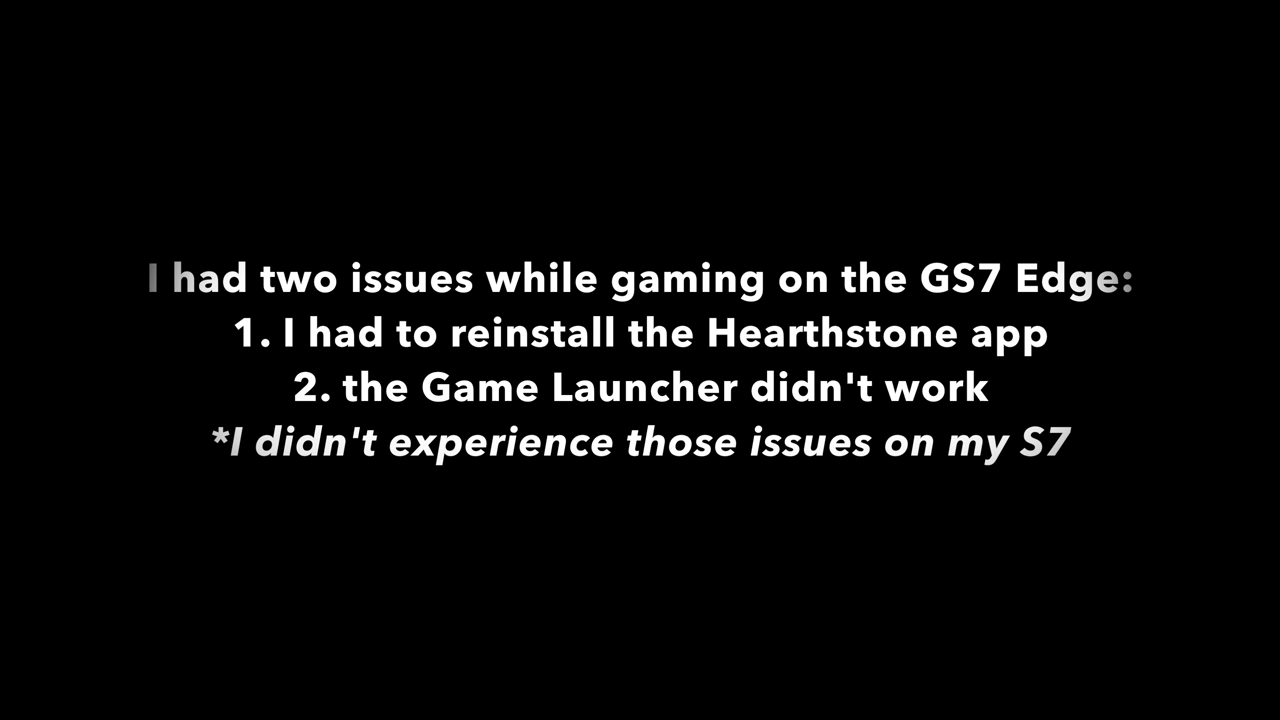 I had two issues while gaming on the GS7 Edge:
1. I had to reinstall the Hearthstone app
2. the Game Launcher didn't work
*I didn't experience those issues on my S7